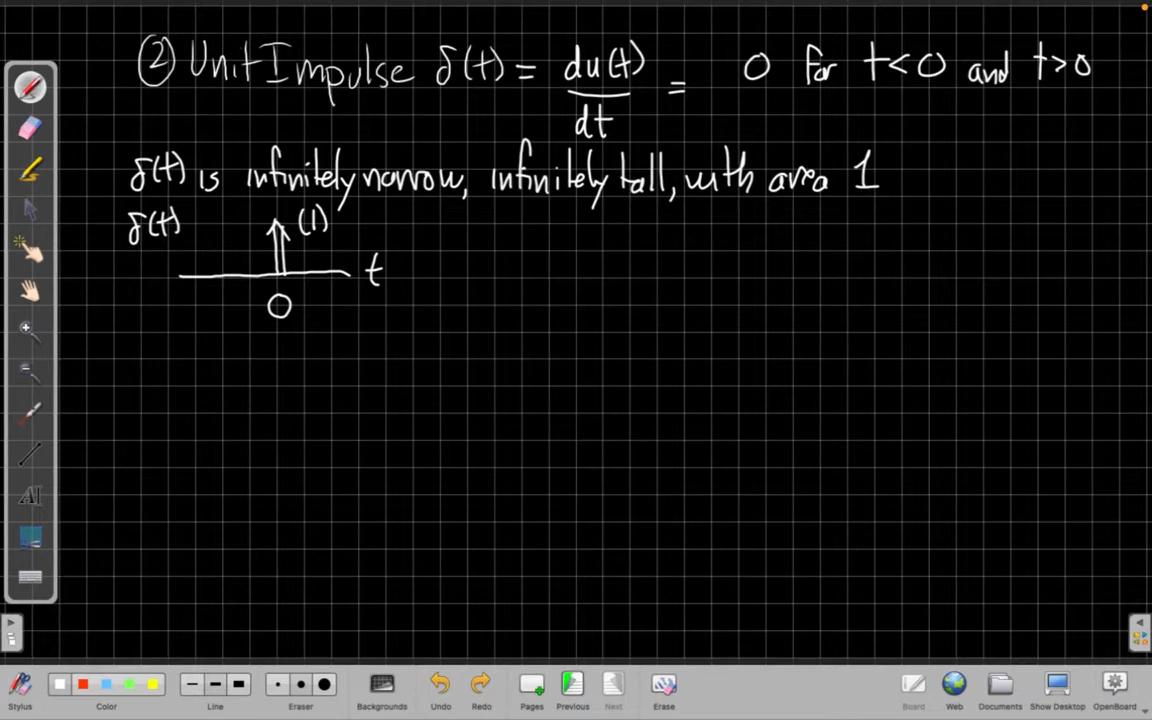 ② Unit Impulse δ(t) = du(t)/dt = 0 for t<0 and t>0
δ(t) is infinitely narrow, infinitely tall, with area 1
δ(t) (1)
t
0
Stylus Color Line Eraser Backgrounds Undo Redo Pages Previous Next Erase Board Web Documents Show Desktop OpenBoard